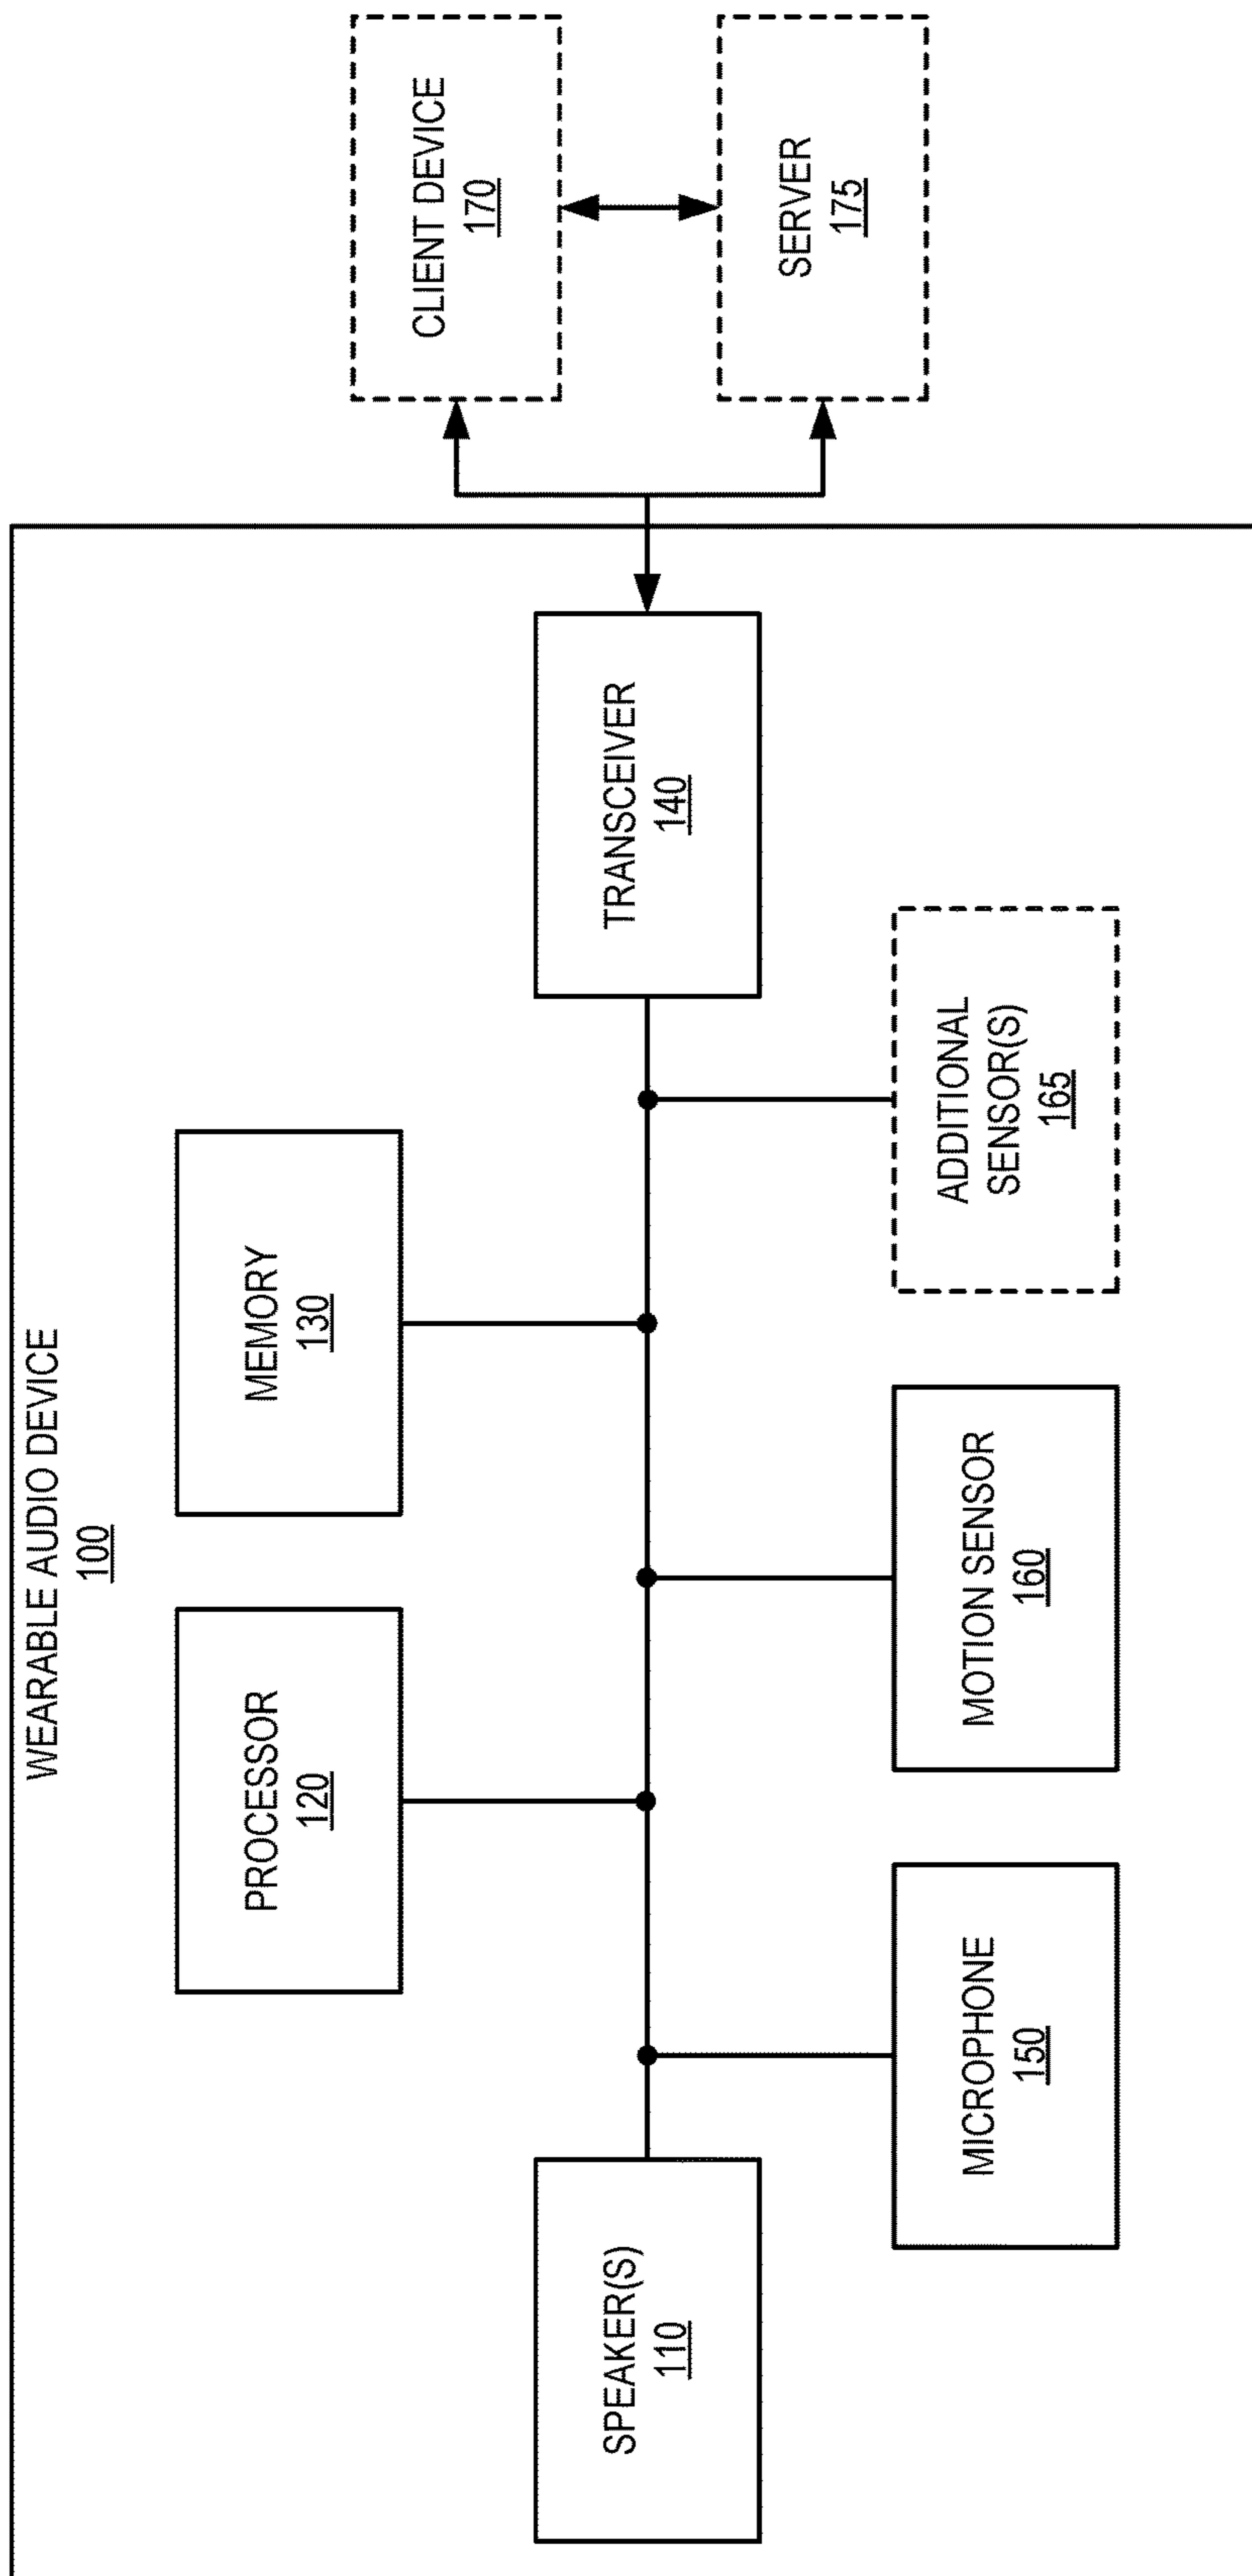 WEARABLE AUDIO DEVICE
100
PROCESSOR
120
MEMORY
130
SPEAKER(S)
110
TRANSCEIVER
140
MICROPHONE
150
MOTION SENSOR
160
ADDITIONAL
SENSOR(S)
165
CLIENT DEVICE
170
SERVER
175